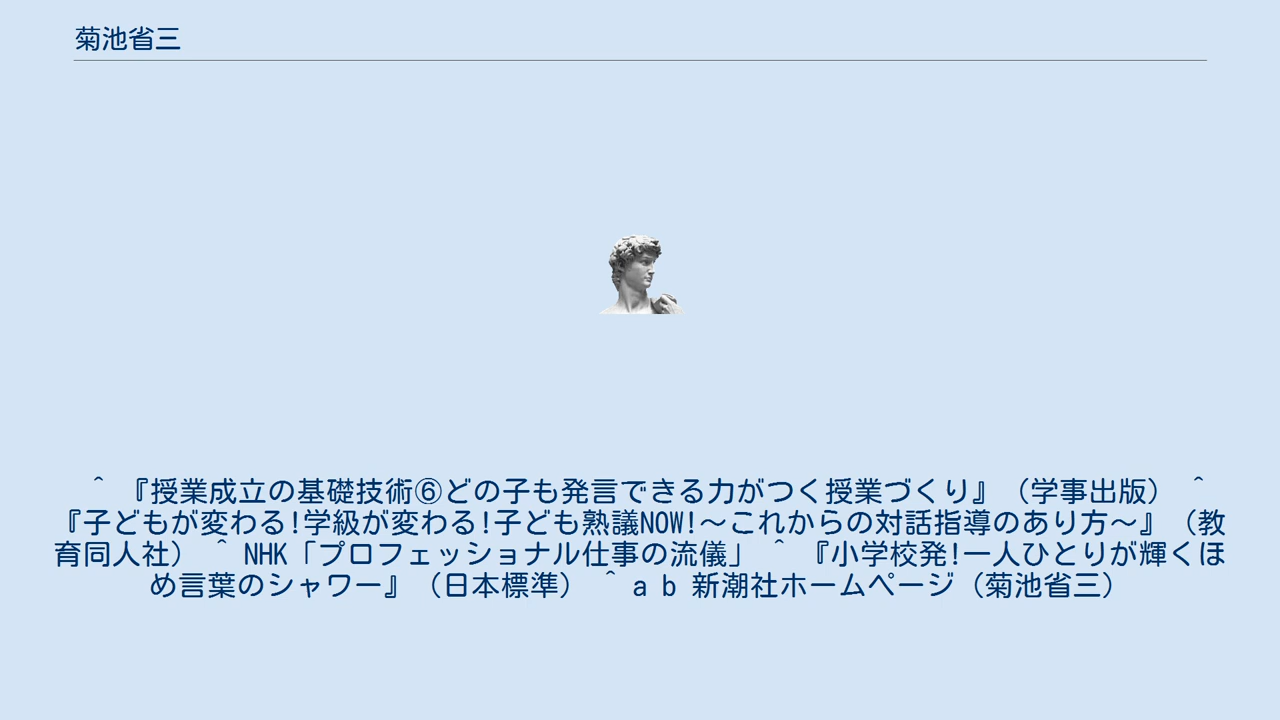 菊池省三
^ 『授業成立の基礎技術⑥どの子も発言できる力がつく授業づくり』（学事出版） ^
『子どもが変わる!学級が変わる!子ども熟議NOW!～これからの対話指導のあり方～』（教
育同人社） ^ NHK「プロフェッショナル仕事の流儀」 ^ 『小学校発!一人ひとりが輝くほ
め言葉のシャワー』（日本標準） ^ a b 新潮社ホームページ（菊池省三）